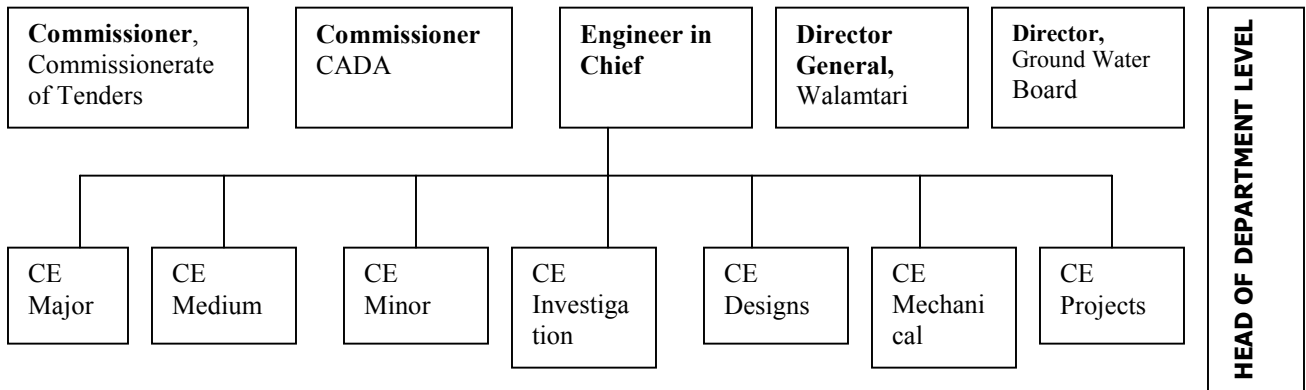 Commissioner,
Commissionerate
of Tenders
Commissioner
CADA
Engineer in
Chief
Director
General,
Walamtari
Director,
Ground Water
Board
HEAD OF DEPARTMENT LEVEL
CE
Major
CE
Medium
CE
Minor
CE
Investiga
tion
CE
Designs
CE
Mechani
cal
CE
Projects